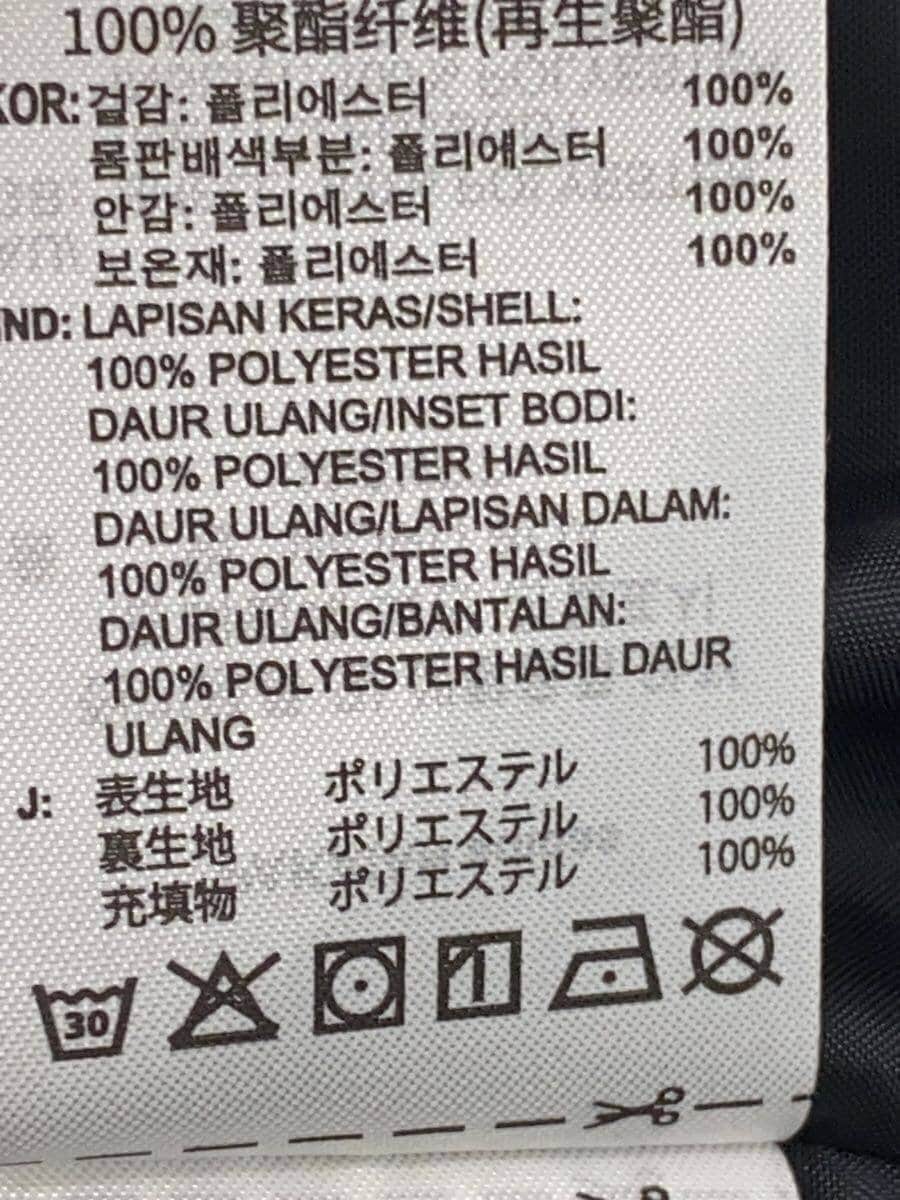 100% 聚酯纤维(再生聚酯)
KOR: 겉감: 폴리에스터 100%
몸판배색부분: 폴리에스터 100%
안감: 폴리에스터 100%
보온재: 폴리에스터 100%
IND: LAPISAN KERAS/SHELL:
100% POLYESTER HASIL
DAUR ULANG/INSET BODI:
100% POLYESTER HASIL
DAUR ULANG/LAPISAN DALAM:
100% POLYESTER HASIL
DAUR ULANG/BANTALAN:
100% POLYESTER HASIL DAUR
ULANG
J: 表生地 ポリエステル 100%
裏生地 ポリエステル 100%
充填物 ポリエステル 100%
30